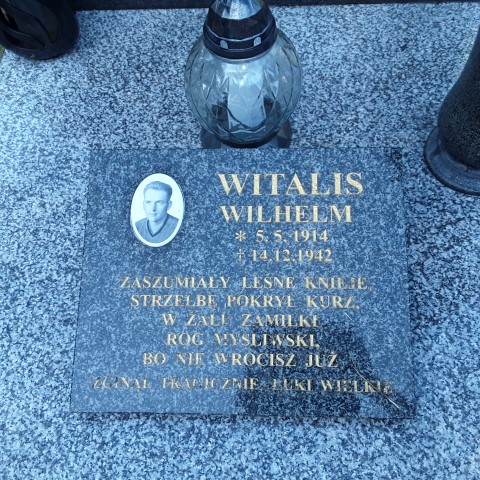 WITALIS
WILHELM
* 5.5.1914
† 14.12.1942
ZASZUMIAŁY LEŚNE KNIEJE,
STRZELBĘ POKRYŁ KURZ,
W ŻALU ZAMILKŁ
RÓG MYŚLIWSKI,
BO NIE WRÓCISZ JUŻ
ZGINĄŁ TRAGICZNIE ŁUKI WIELKIE